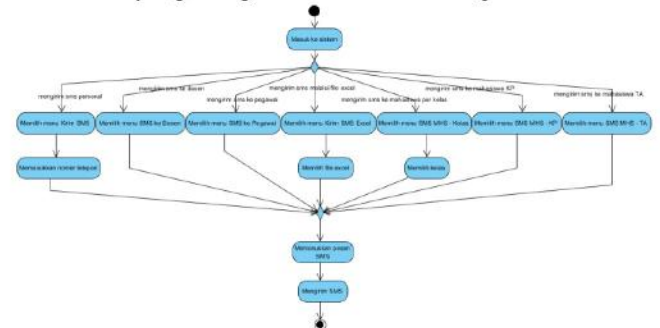 Masuk ke sistem
mengirim sms personal
mengirim sms ke dosen
mengirim sms ke pegawai
mengirim sms melalui file excel
mengirim sms ke mahasiswa per kelas
mengirim sms ke mahasiswa KP
mengirim sms ke mahasiswa TA
Memilih menu Kirim SMS
Memilih menu SMS ke Dosen
Memilih menu SMS ke Pegawai
Memilih menu Kirim SMS Excel
Memilih menu SMS MHS - Kelas
Memilih menu SMS MHS - KP
Memilih menu SMS MHS - TA
Memasukkan nomor telepon
Memilih file excel
Memilih kelas
Memasukkan pesan
SMS
Mengirim SMS